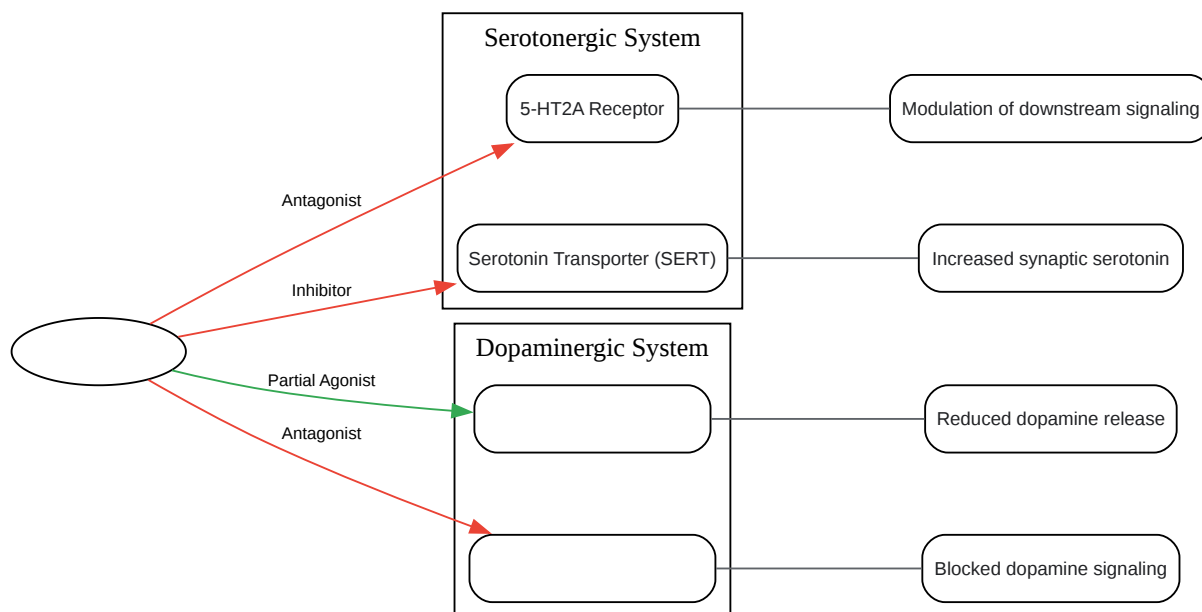 Serotonergic System
5-HT2A Receptor
Modulation of downstream signaling
Antagonist
Serotonin Transporter (SERT)
Increased synaptic serotonin
Inhibitor
Dopaminergic System
Partial Agonist
Reduced dopamine release
Antagonist
Blocked dopamine signaling